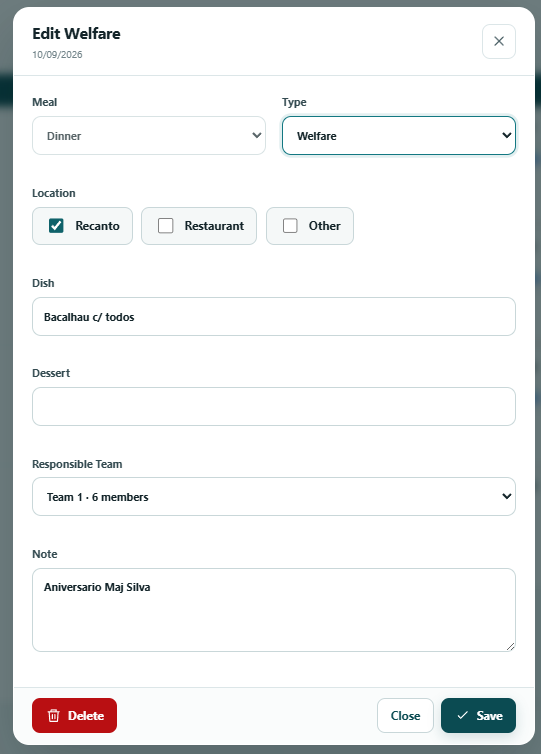 Edit Welfare
10/09/2026
Meal
Type
Dinner
Welfare
Location
Recanto
Restaurant
Other
Dish
Bacalhau c/ todos
Dessert
Responsible Team
Team 1 · 6 members
Note
Aniversario Maj Silva
Delete
Close
Save